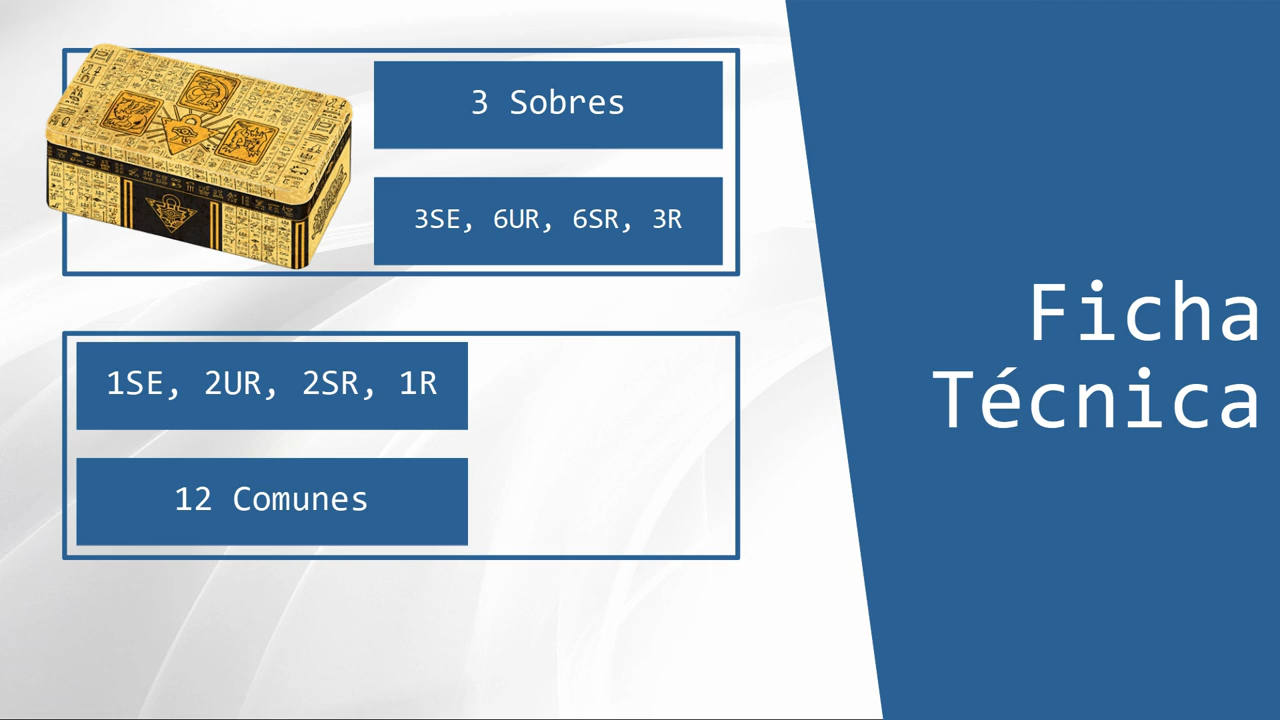 3 Sobres
3SE, 6UR, 6SR, 3R
1SE, 2UR, 2SR, 1R
12 Comunes
Ficha
Técnica